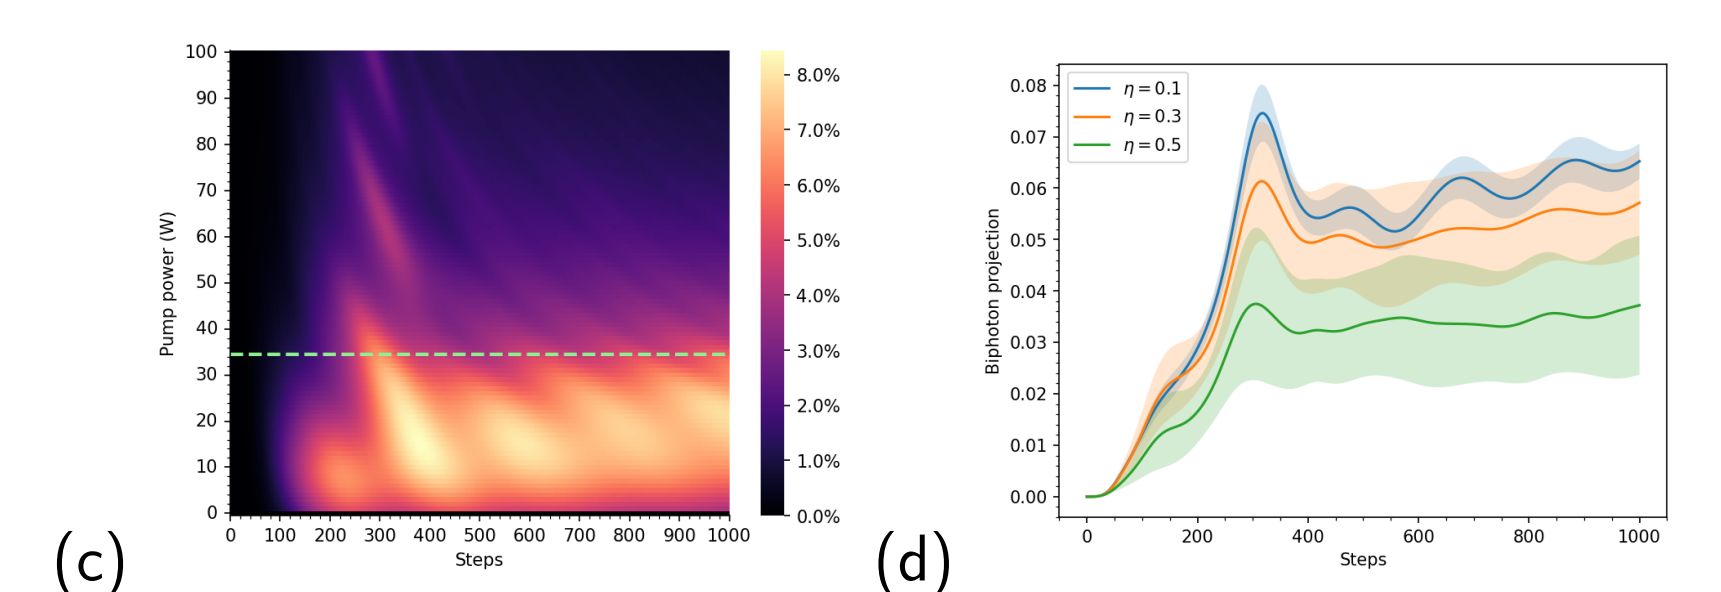 100
90
80
70
60
50
40
30
20
10
0
Pump power (W)
0 100 200 300 400 500 600 700 800 900 1000
Steps
8.0%
7.0%
6.0%
5.0%
4.0%
3.0%
2.0%
1.0%
0.0%
(c)
0.08
0.07
0.06
0.05
0.04
0.03
0.02
0.01
0.00
Biphoton projection
η = 0.1
η = 0.3
η = 0.5
0 200 400 600 800 1000
Steps
(d)